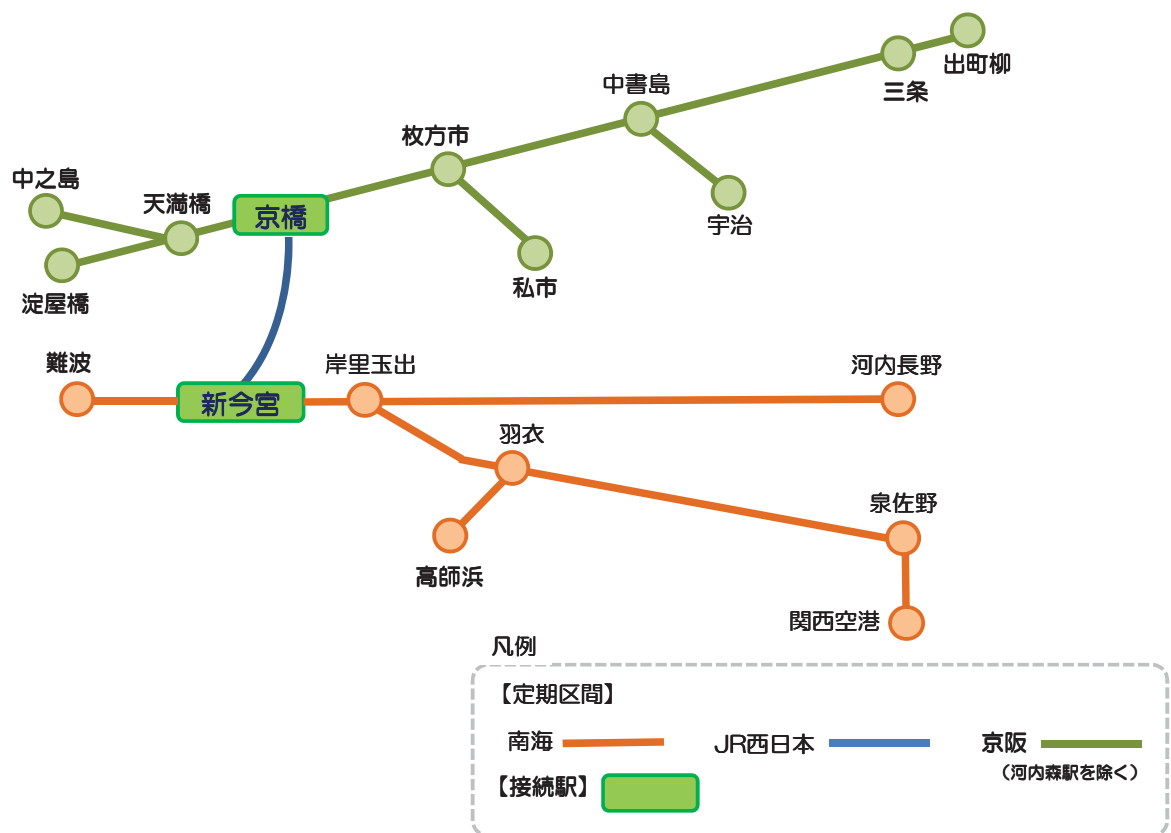 出町柳
三条
中書島
枚方市
中之島
天満橋
京橋
宇治
私市
淀屋橋
難波
新今宮
岸里玉出
河内長野
羽衣
泉佐野
高師浜
関西空港
凡例
【定期区間】
南海
JR西日本
京阪
(河内森駅を除く)
【接続駅】